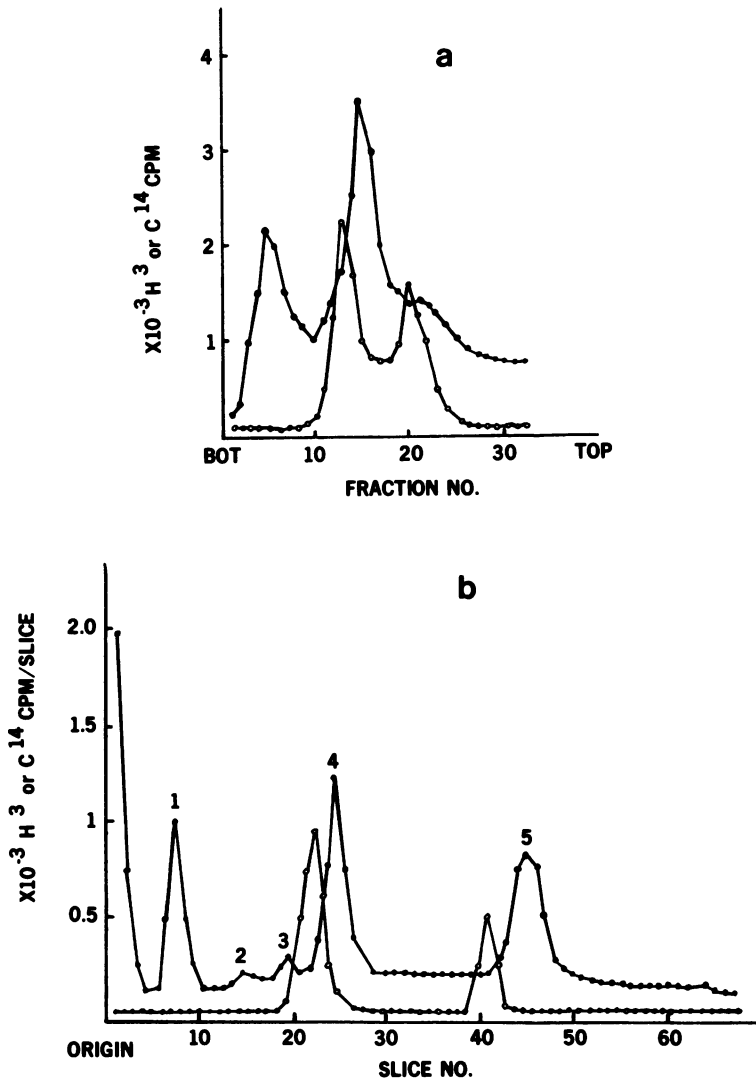 a
4
3
2
1
X10⁻³ H³ or C¹⁴ CPM
BOT 10 20 30 TOP
FRACTION NO.
b
2.0
1.5
1
0.5
X10⁻³ H³ or C¹⁴ CPM/SLICE
1
2
3
4
5
ORIGIN 10 20 30 40 50 60
SLICE NO.